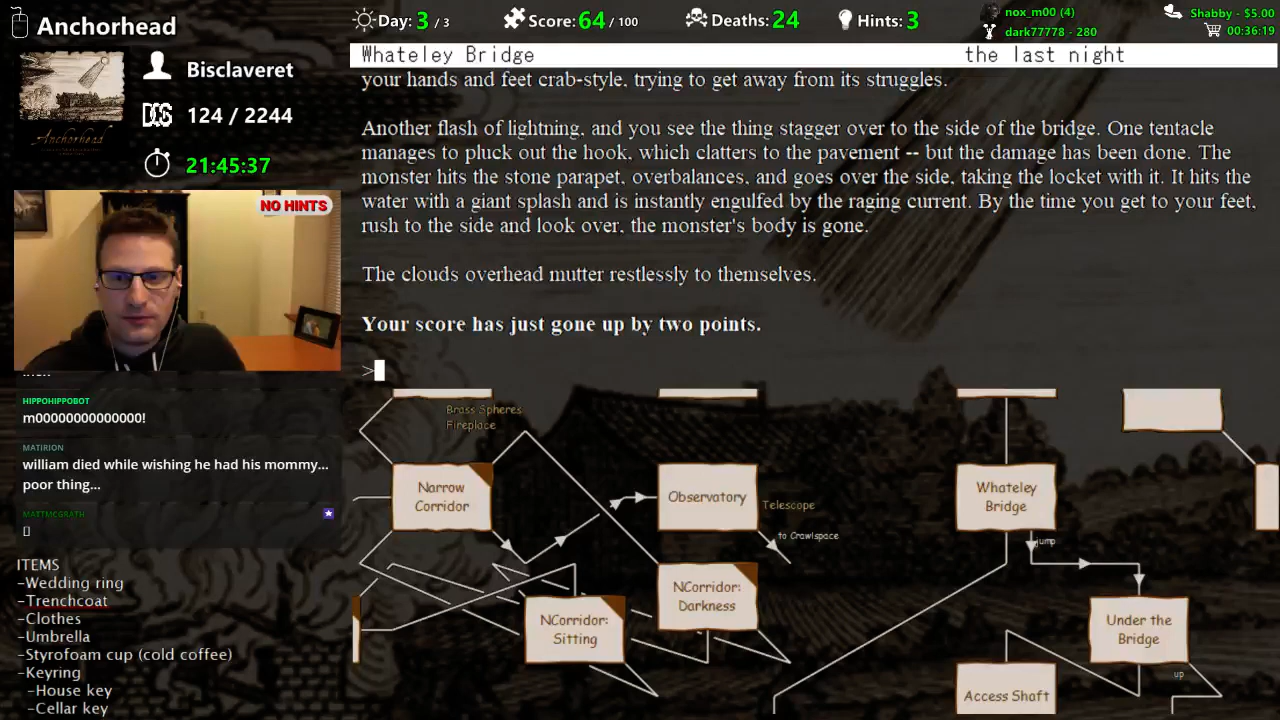 Anchorhead
Day: 3 / 3
Score: 64 / 100
Deaths: 24
Hints: 3
nox_m00 (4)
dark77778 - 280
Shabby - $5.00
00:36:19
Anchorhead
Bisclaveret
DGS 124 / 2244
21:45:37
NO HINTS
Whateley Bridge the last night
your hands and feet crab-style, trying to get away from its struggles.
Another flash of lightning, and you see the thing stagger over to the side of the bridge. One tentacle
manages to pluck out the hook, which clatters to the pavement -- but the damage has been done. The
monster hits the stone parapet, overbalances, and goes over the side, taking the locket with it. It hits the
water with a giant splash and is instantly engulfed by the raging current. By the time you get to your feet,
rush to the side and look over, the monster's body is gone.
The clouds overhead mutter restlessly to themselves.
Your score has just gone up by two points.
>
HIPPOHIPPOBOT
m00000000000000!
MATIRION
william died while wishing he had his mommy...
poor thing...
MATTMCGRATH
[]
ITEMS
-Wedding ring
-Trenchcoat
-Clothes
-Umbrella
-Styrofoam cup (cold coffee)
-Keyring
-House key
-Cellar key
Brass Spheres
Fireplace
Narrow
Corridor
Observatory
Telescope
to Crawlspace
Whateley
Bridge
jump
NCorridor:
Darkness
NCorridor:
Sitting
Under the
Bridge
up
Access Shaft